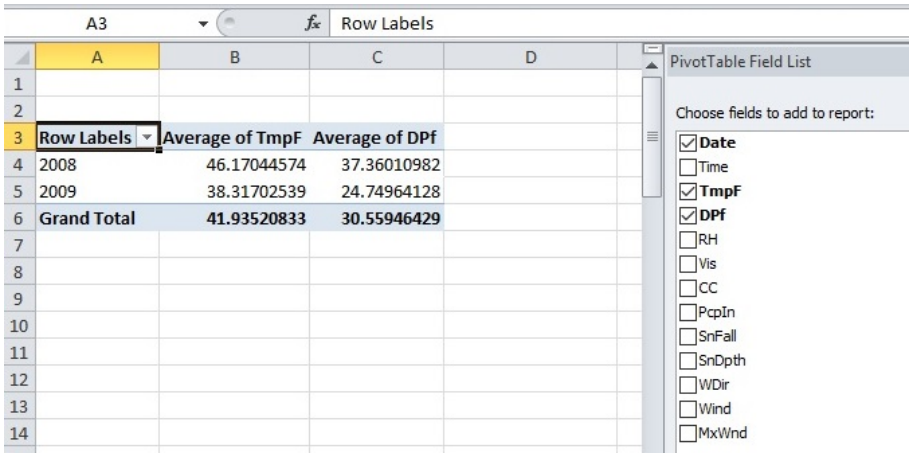 A3 fx Row Labels
A B C D
PivotTable Field List
1
2
Choose fields to add to report:
3 Row Labels Average of TmpF Average of DPf
4 2008 46.17044574 37.36010982
5 2009 38.31702539 24.74964128
6 Grand Total 41.93520833 30.55946429
7
8
9
10
11
12
13
14
Date
Time
TmpF
DPf
RH
Vis
CC
PcpIn
SnFall
SnDpth
WDir
Wind
MxWnd